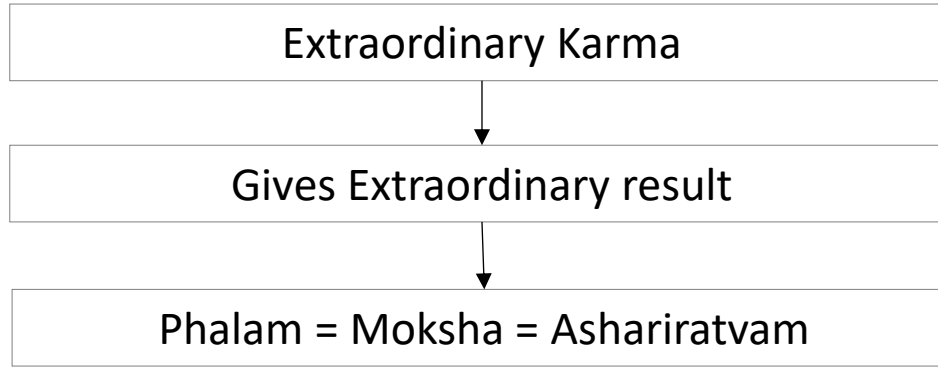 Extraordinary Karma
Gives Extraordinary result
Phalam = Moksha = Ashariratvam